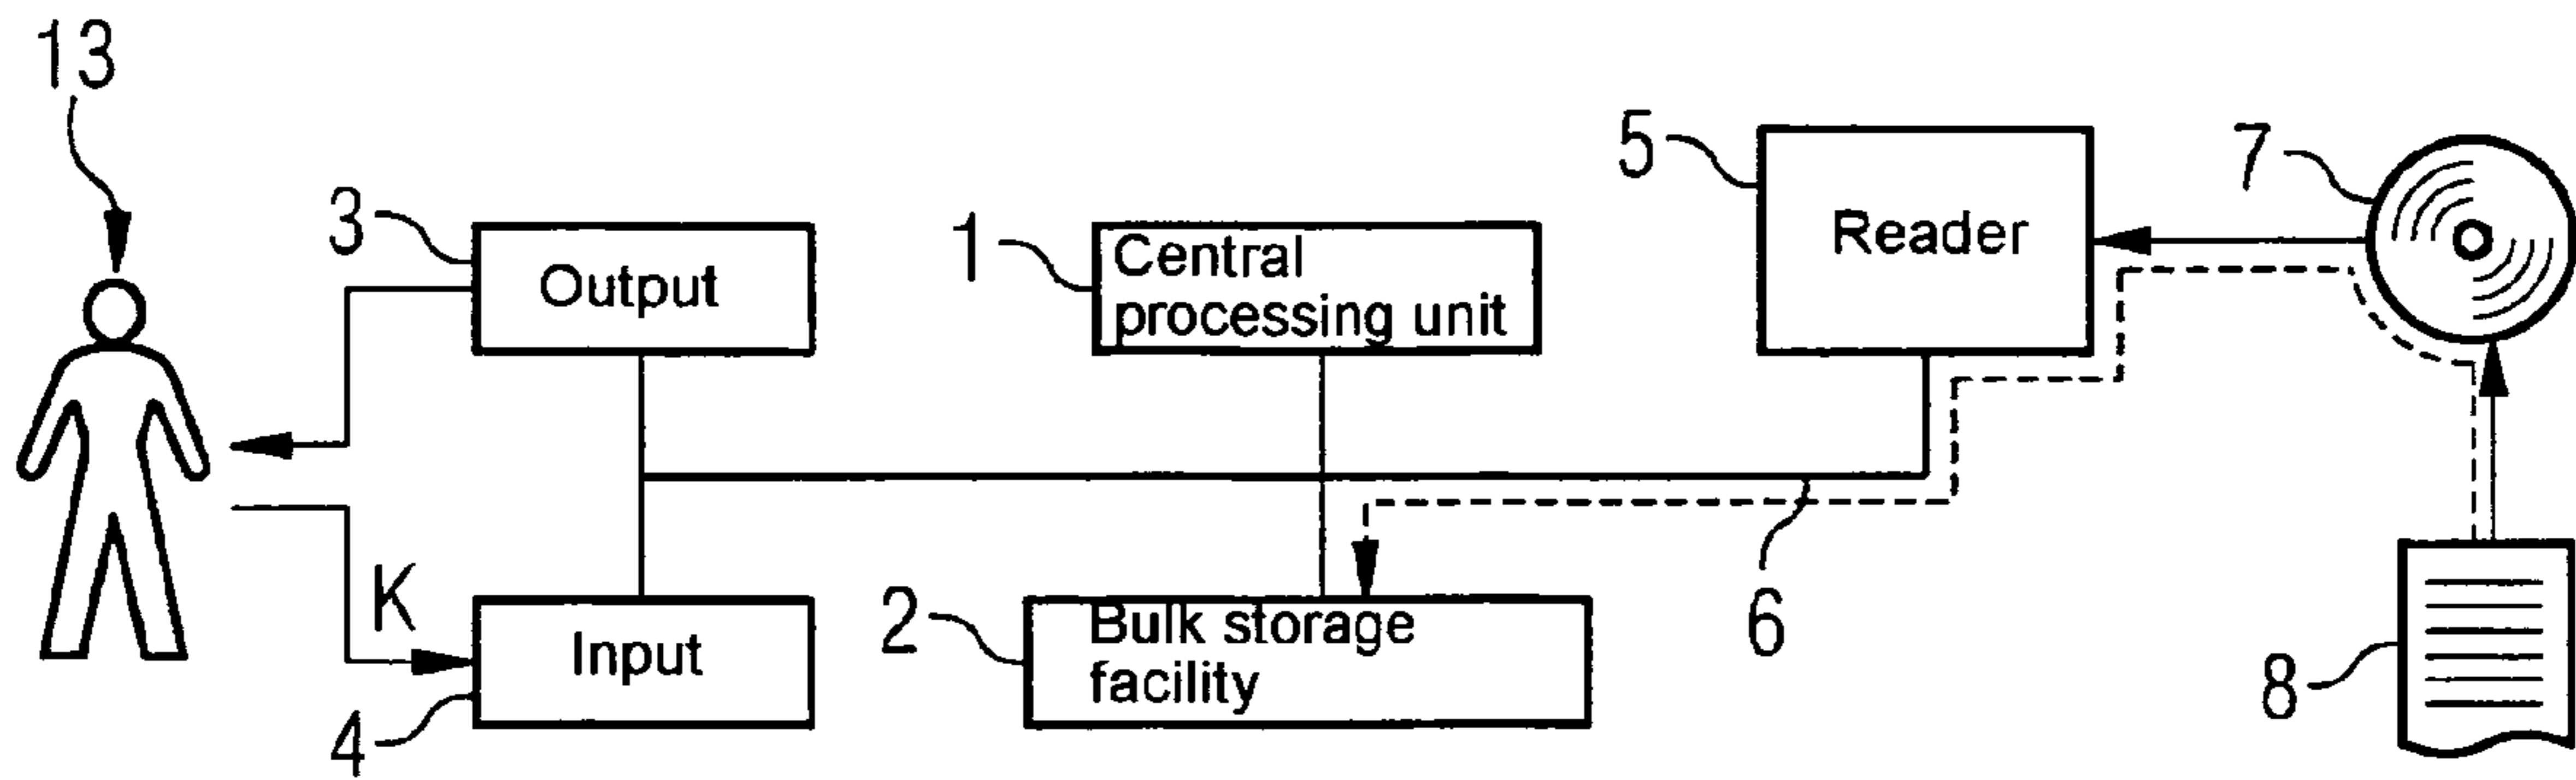 13
3
Output
1
Central
processing unit
5
Reader
7
K
4
Input
2
Bulk storage
facility
6
8